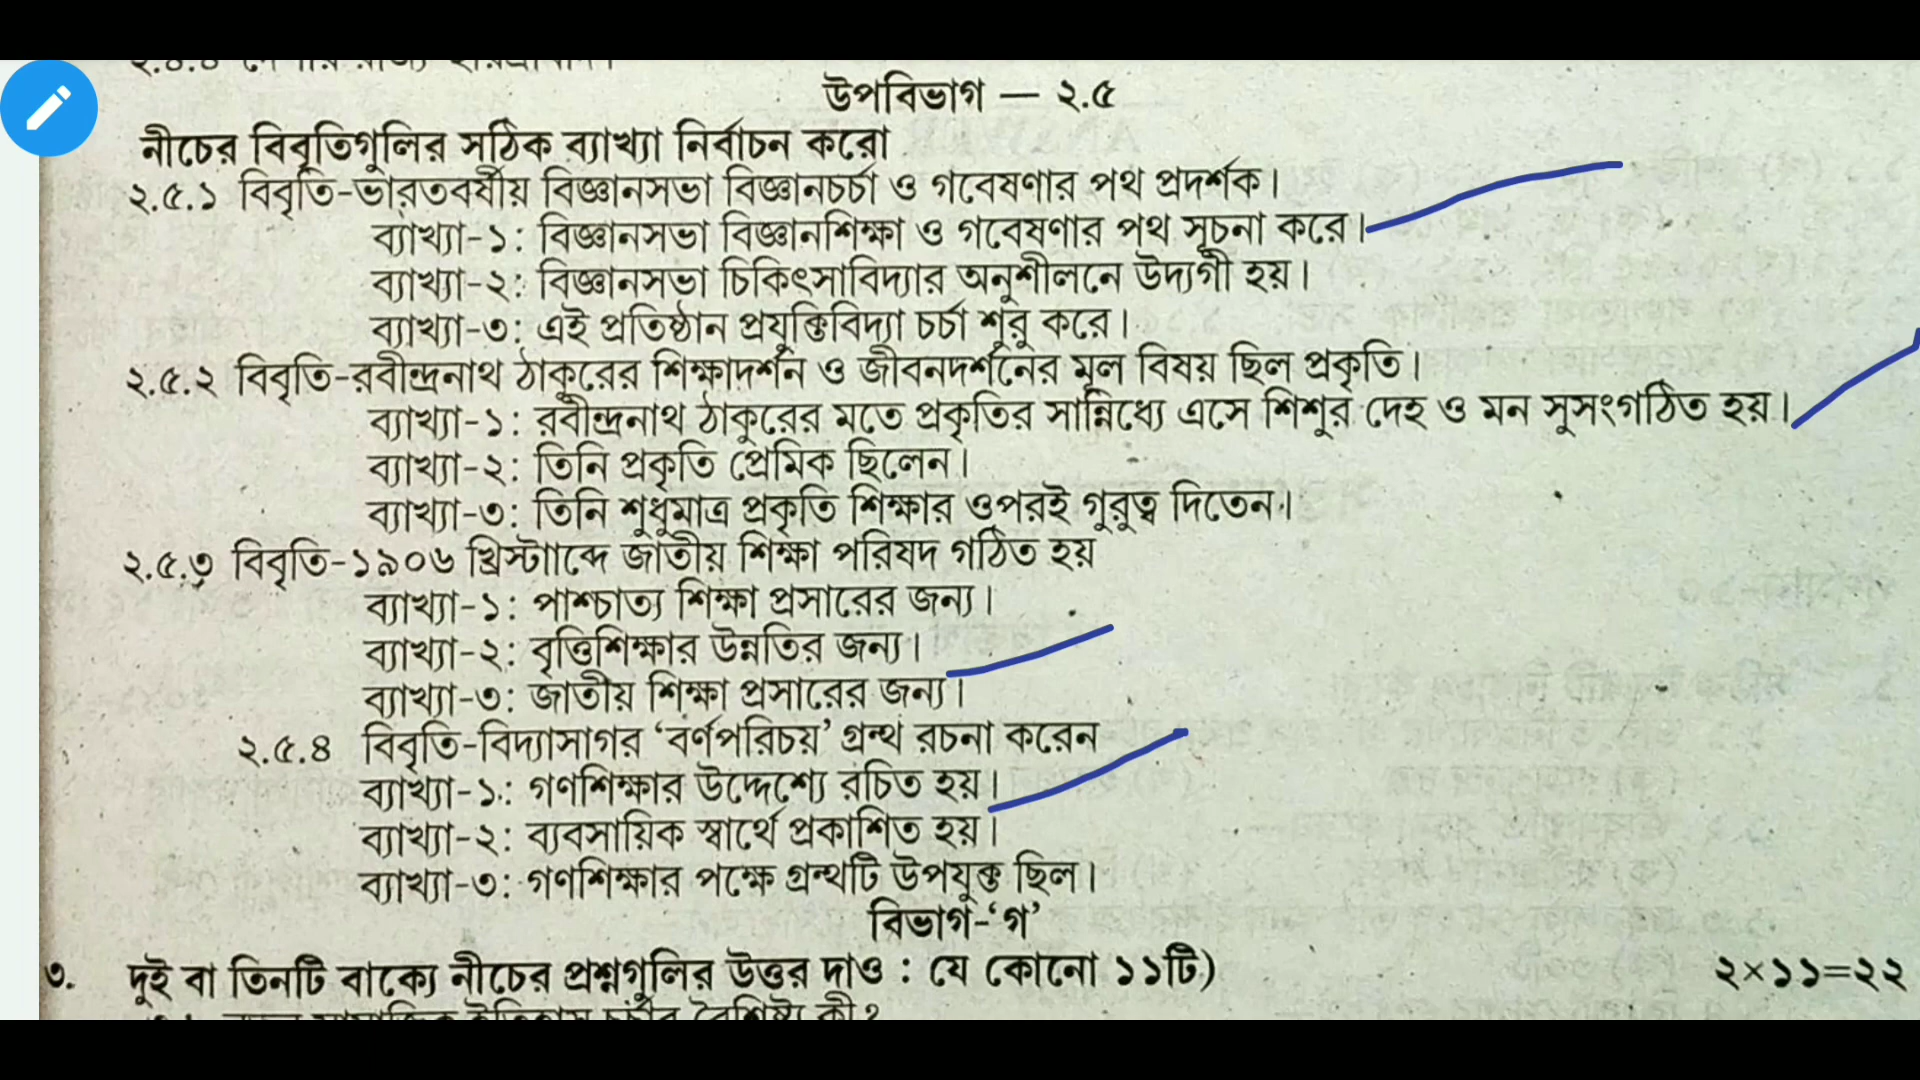 উপবিভাগ — ২.৫
নীচের বিবৃতিগুলির সঠিক ব্যাখ্যা নির্বাচন করো
২.৫.১ বিবৃতি-ভারতবর্ষীয় বিজ্ঞানসভা বিজ্ঞানচর্চা ও গবেষণার পথ প্রদর্শক।
ব্যাখ্যা-১: বিজ্ঞানসভা বিজ্ঞানশিক্ষা ও গবেষণার পথ সূচনা করে।
ব্যাখ্যা-২: বিজ্ঞানসভা চিকিৎসাবিদ্যার অনুশীলনে উদ্যগী হয়।
ব্যাখ্যা-৩: এই প্রতিষ্ঠান প্রযুক্তিবিদ্যা চর্চা শুরু করে।
২.৫.২ বিবৃতি-রবীন্দ্রনাথ ঠাকুরের শিক্ষাদর্শন ও জীবনদর্শনের মূল বিষয় ছিল প্রকৃতি।
ব্যাখ্যা-১: রবীন্দ্রনাথ ঠাকুরের মতে প্রকৃতির সান্নিধ্যে এসে শিশুর দেহ ও মন সুসংগঠিত হয়।
ব্যাখ্যা-২: তিনি প্রকৃতি প্রেমিক ছিলেন।
ব্যাখ্যা-৩: তিনি শুধুমাত্র প্রকৃতি শিক্ষার ওপরই গুরুত্ব দিতেন।
২.৫.৩ বিবৃতি-১৯০৬ খ্রিস্টাাব্দে জাতীয় শিক্ষা পরিষদ গঠিত হয়
ব্যাখ্যা-১: পাশ্চাত্য শিক্ষা প্রসারের জন্য।
ব্যাখ্যা-২: বৃত্তিশিক্ষার উন্নতির জন্য।
ব্যাখ্যা-৩: জাতীয় শিক্ষা প্রসারের জন্য।
২.৫.৪ বিবৃতি-বিদ্যাসাগর ‘বর্ণপরিচয়’ গ্রন্থ রচনা করেন
ব্যাখ্যা-১: গণশিক্ষার উদ্দেশ্যে রচিত হয়।
ব্যাখ্যা-২: ব্যবসায়িক স্বার্থে প্রকাশিত হয়।
ব্যাখ্যা-৩: গণশিক্ষার পক্ষে গ্রন্থটি উপযুক্ত ছিল।
বিভাগ-‘গ’
৩. দুই বা তিনটি বাক্যে নীচের প্রশ্নগুলির উত্তর দাও : যে কোনো ১১টি) ২×১১=২২